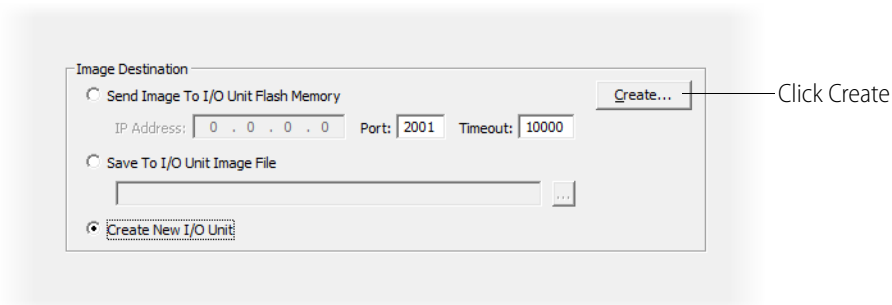 Image Destination
Send Image To I/O Unit Flash Memory
Create...
Click Create
IP Address: 0 . 0 . 0 . 0 Port: 2001 Timeout: 10000
Save To I/O Unit Image File
...
Create New I/O Unit